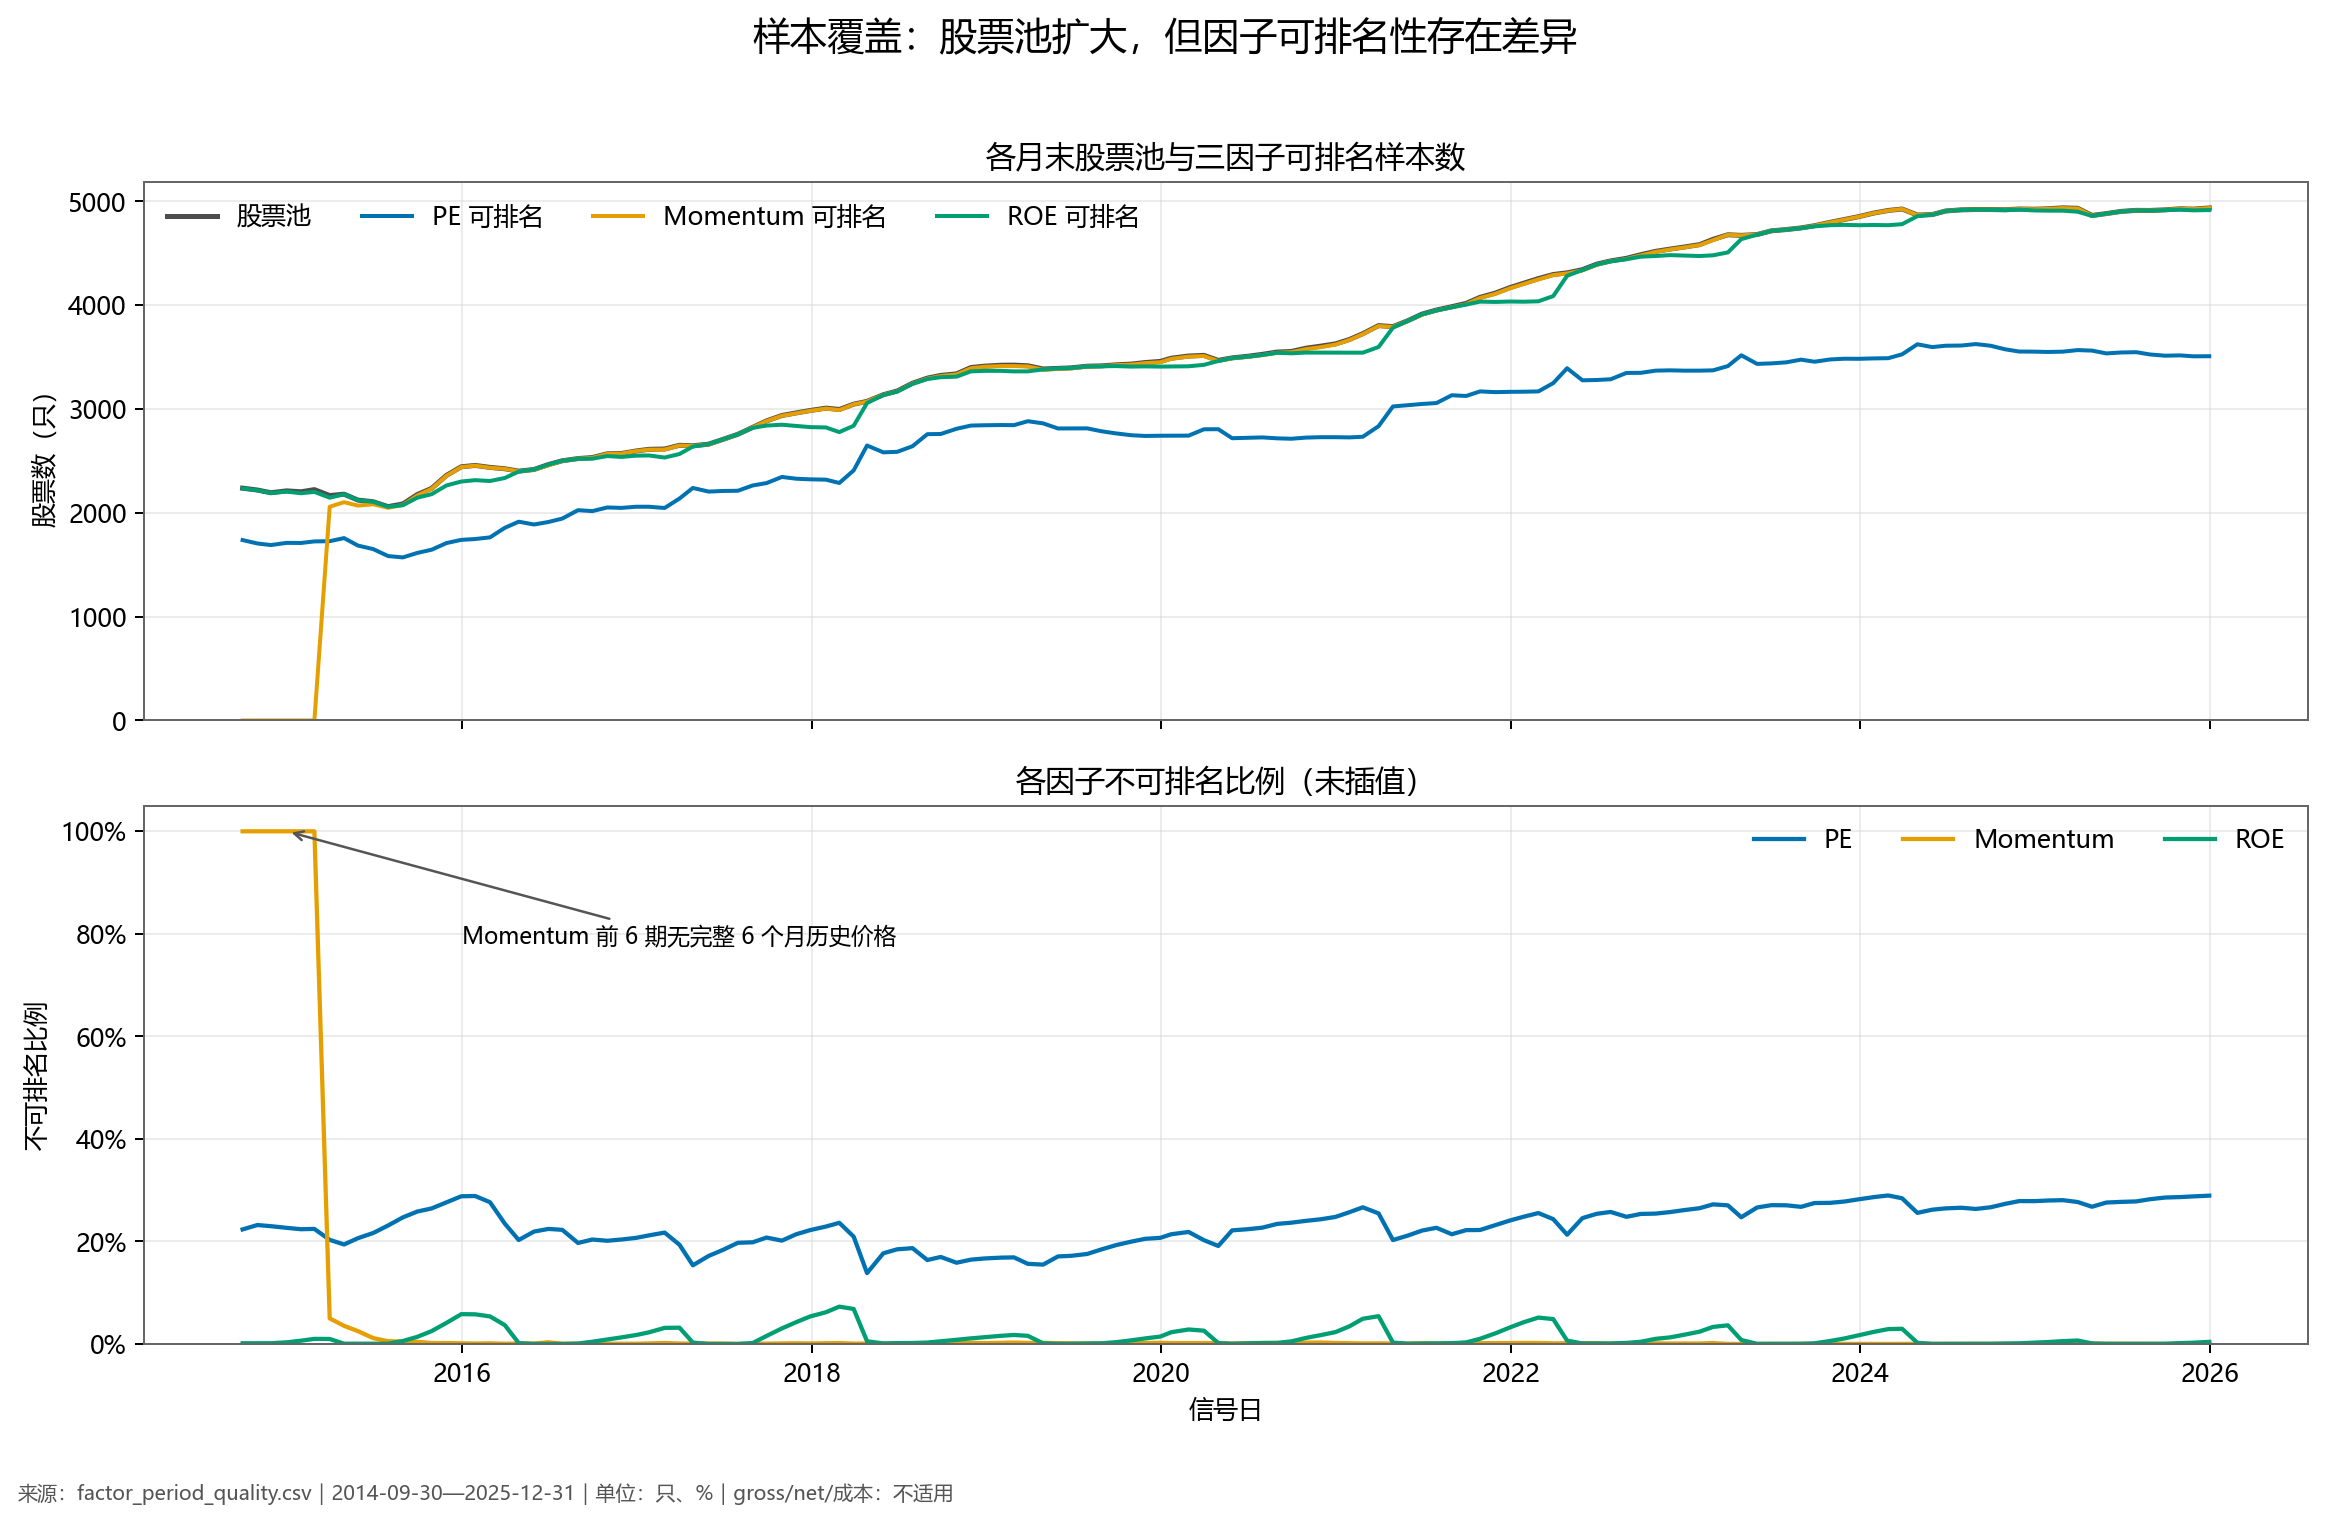 样本覆盖：股票池扩大，但因子可排名性存在差异
各月末股票池与三因子可排名样本数
股票池 PE 可排名 Momentum 可排名 ROE 可排名
股票数（只）
5000
4000
3000
2000
1000
0
各因子不可排名比例（未插值）
PE Momentum ROE
Momentum 前 6 期无完整 6 个月历史价格
不可排名比例
100%
80%
60%
40%
20%
0%
2016 2018 2020 2022 2024 2026
信号日
来源：factor_period_quality.csv | 2014-09-30—2025-12-31 | 单位：只、% | gross/net/成本：不适用